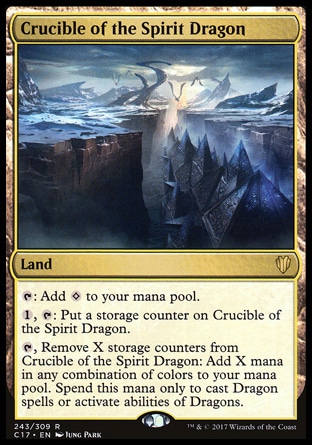 Crucible of the Spirit Dragon
Land
: Add to your mana pool.
1, : Put a storage counter on Crucible of
the Spirit Dragon.
, Remove X storage counters from
Crucible of the Spirit Dragon: Add X mana
in any combination of colors to your mana
pool. Spend this mana only to cast Dragon
spells or activate abilities of Dragons.
243/309 R
C17 • EN Jung Park
™ & © 2017 Wizards of the Coast